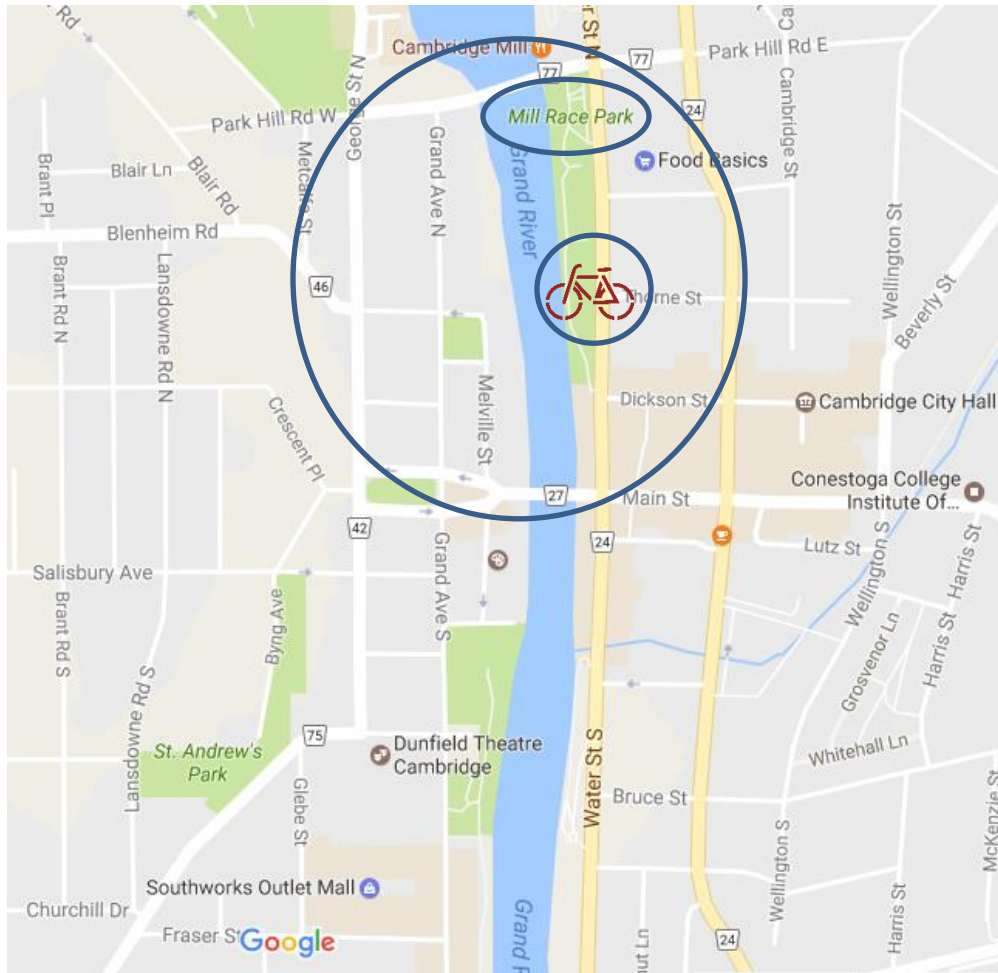 Rd
Cambridge Mill
Park Hill Rd E
77
77
24
George St N
Park Hill Rd W
Mill Race Park
Food Basics
Cambridge St
Blair Ln
Blair Rd
Metcalfe St
Grand Ave N
Grand River
Brant Pl
Blenheim Rd
Wellington St
Beverly St
46
Thorne St
Brant Rd N
Lansdowne Rd N
Melville St
Dickson St
Cambridge City Hall
Crescent Pl
Conestoga College
Institute Of...
27
Main St
42
24
Lutz St
Salisbury Ave
Grand Ave S
Byng Ave
Wellington S
Harris St
Harris St
Grosvenor Ln
Brant Rd S
Lansdowne Rd S
75
St. Andrew's
Park
Dunfield Theatre
Cambridge
Water St S
Whitehall Ln
Glebe St
Bruce St
McKenzie St
Wellington S
Southworks Outlet Mall
Harris St
Churchill Dr
Fraser St
Google
Grand
24